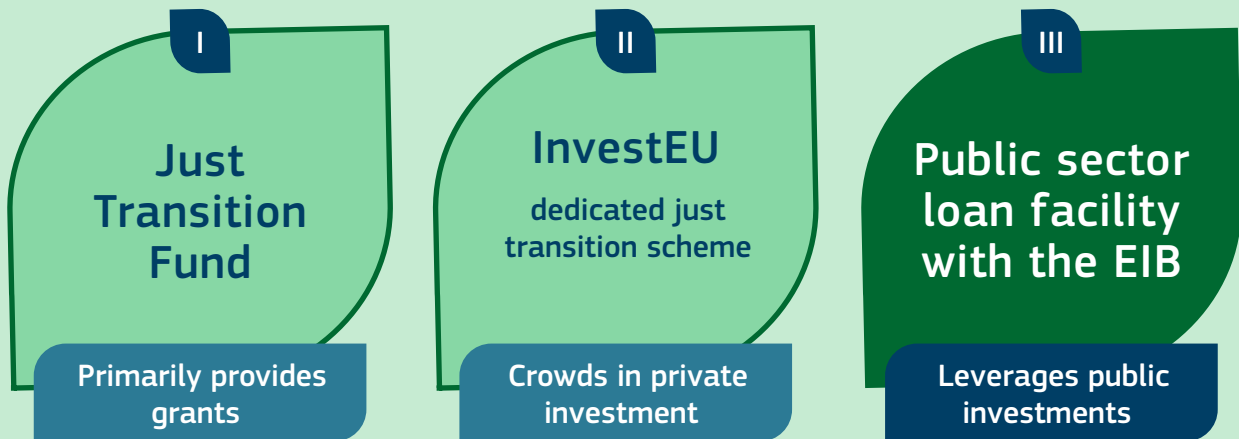 I
Just
Transition
Fund
Primarily provides
grants
II
InvestEU
dedicated just
transition scheme
Crowds in private
investment
III
Public sector
loan facility
with the EIB
Leverages public
investments